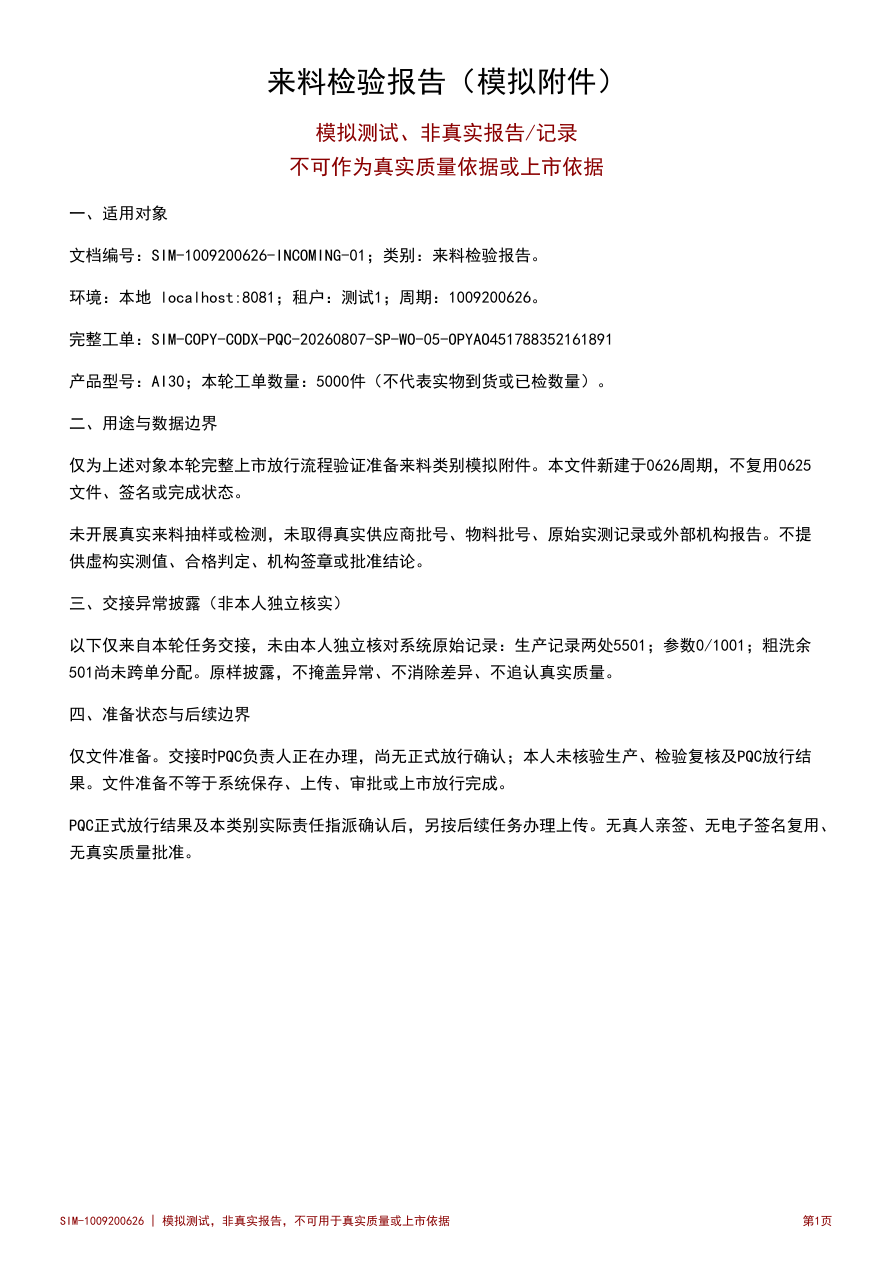 来料检验报告（模拟附件）
模拟测试、非真实报告/记录
不可作为真实质量依据或上市依据
一、适用对象
文档编号：SIM-1009200626-INCOMING-01；类别：来料检验报告。
环境：本地 localhost:8081；租户：测试1；周期：1009200626。
完整工单：SIM-COPY-CODX-PQC-20260807-SP-WO-05-OPYAO451788352161891
产品型号：AI30；本轮工单数量：5000件（不代表实物到货或已检数量）。
二、用途与数据边界
仅为上述对象本轮完整上市放行流程验证准备来料类别模拟附件。本文件新建于0626周期，不复用0625
文件、签名或完成状态。
未开展真实来料抽样或检测，未取得真实供应商批号、物料批号、原始实测记录或外部机构报告。不提
供虚构实测值、合格判定、机构签章或批准结论。
三、交接异常披露（非本人独立核实）
以下仅来自本轮任务交接，未由本人独立核对系统原始记录：生产记录两处5501；参数0/1001；粗洗余
501尚未跨单分配。原样披露，不掩盖异常、不消除差异、不追认真实质量。
四、准备状态与后续边界
仅文件准备。交接时PQC负责人正在办理，尚无正式放行确认；本人未核验生产、检验复核及PQC放行结
果。文件准备不等于系统保存、上传、审批或上市放行完成。
PQC正式放行结果及本类别实际责任指派确认后，另按后续任务办理上传。无真人亲签、无电子签名复用、
无真实质量批准。
SIM-1009200626 | 模拟测试，非真实报告，不可用于真实质量或上市依据
第1页